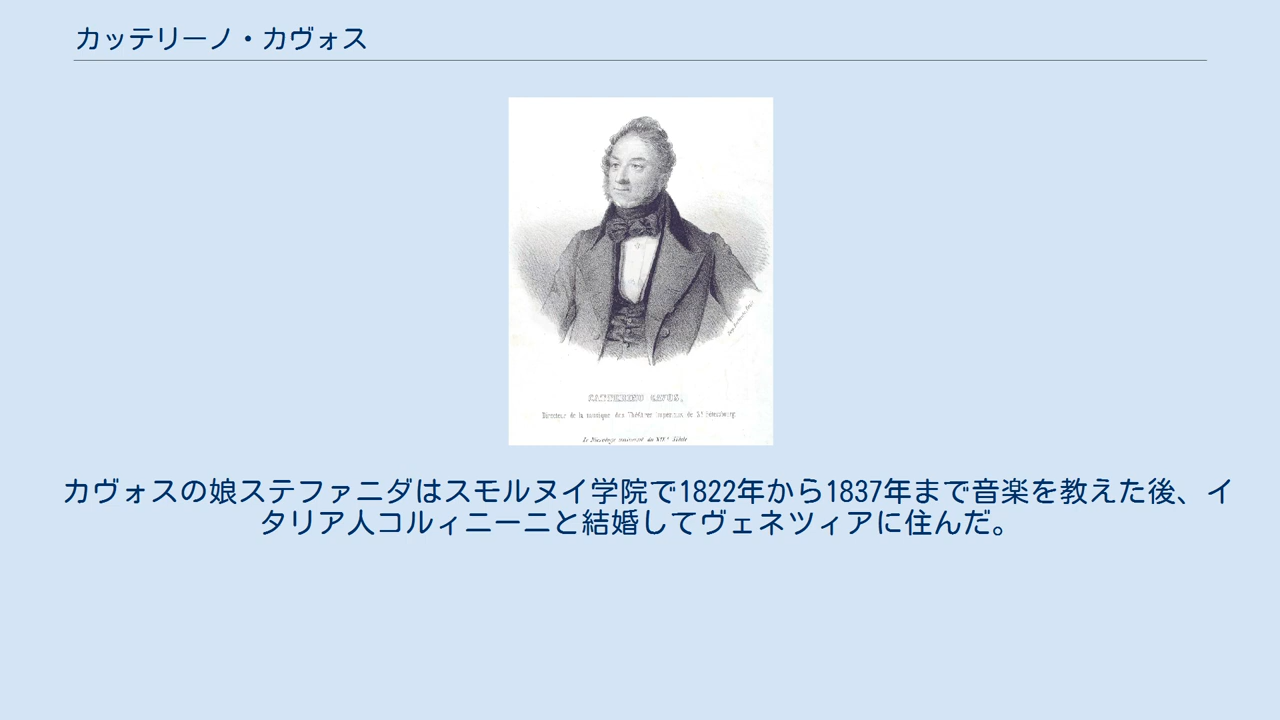 カッテリーノ・カヴォス
CATTERINO CAVOS,
Directeur de la musique des Théâtres Impériaux de St Pétersbourg.
カヴォスの娘ステファニダはスモルヌイ学院で1822年から1837年まで音楽を教えた後、イ
タリア人コルィニーニと結婚してヴェネツィアに住んだ。